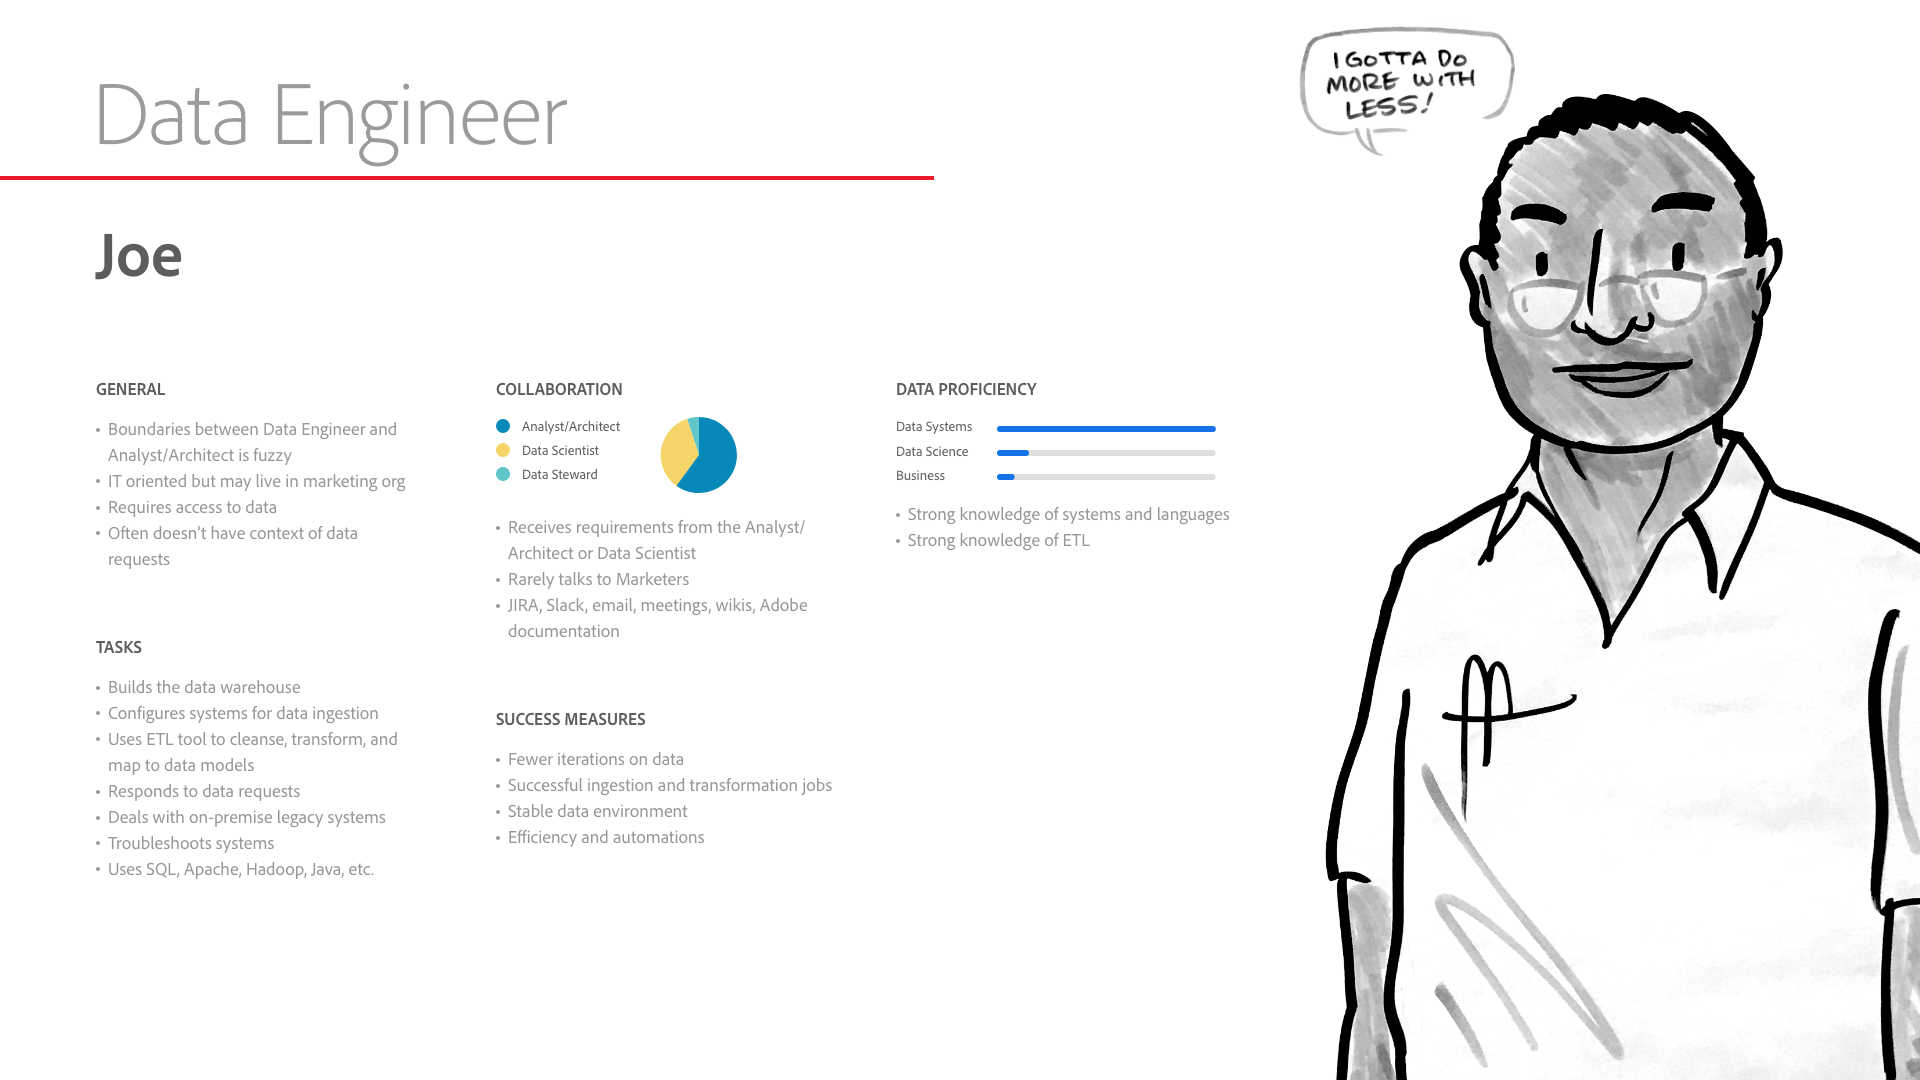 I GOTTA DO
MORE WITH
LESS!
Data Engineer
Joe
GENERAL
• Boundaries between Data Engineer and
Analyst/Architect is fuzzy
• IT oriented but may live in marketing org
• Requires access to data
• Often doesn't have context of data
requests
TASKS
• Builds the data warehouse
• Configures systems for data ingestion
• Uses ETL tool to cleanse, transform, and
map to data models
• Responds to data requests
• Deals with on-premise legacy systems
• Troubleshoots systems
• Uses SQL, Apache, Hadoop, Java, etc.
COLLABORATION
Analyst/Architect
Data Scientist
Data Steward
• Receives requirements from the Analyst/
Architect or Data Scientist
• Rarely talks to Marketers
• JIRA, Slack, email, meetings, wikis, Adobe
documentation
SUCCESS MEASURES
• Fewer iterations on data
• Successful ingestion and transformation jobs
• Stable data environment
• Efficiency and automations
DATA PROFICIENCY
Data Systems
Data Science
Business
• Strong knowledge of systems and languages
• Strong knowledge of ETL